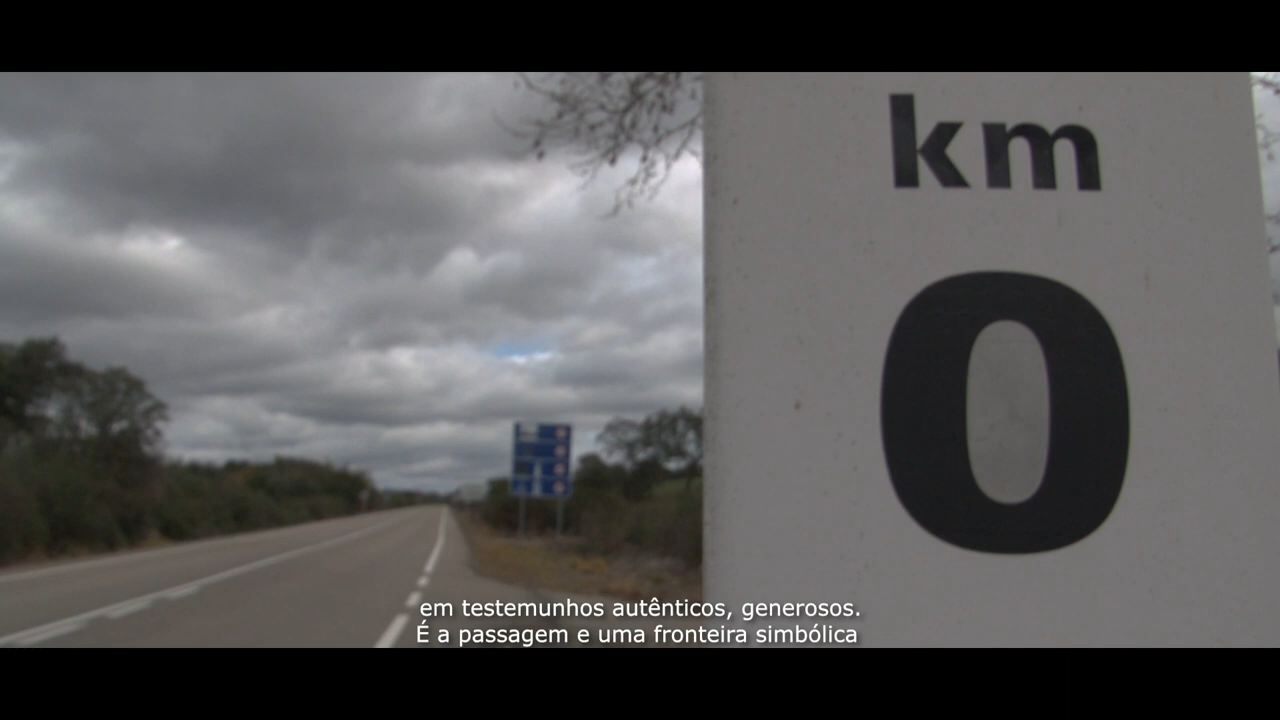 km
0
em testemunhos autênticos, generosos.
É a passagem e uma fronteira simbólica